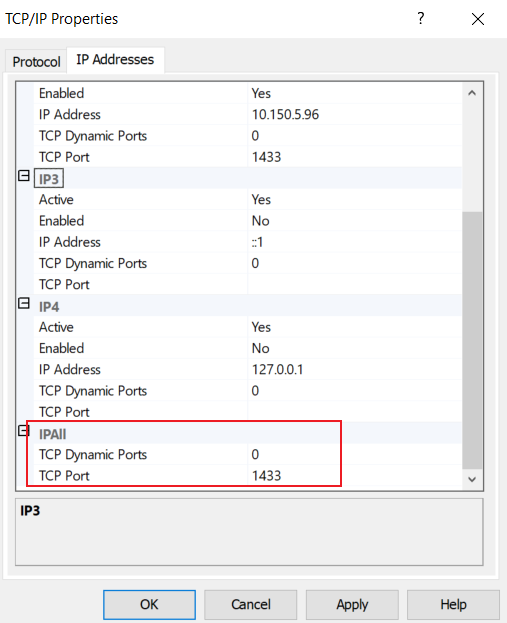 TCP/IP Properties ?
Protocol IP Addresses
Enabled Yes
IP Address 10.150.5.96
TCP Dynamic Ports 0
TCP Port 1433
IP3
Active Yes
Enabled No
IP Address ::1
TCP Dynamic Ports 0
TCP Port
IP4
Active Yes
Enabled No
IP Address 127.0.0.1
TCP Dynamic Ports 0
TCP Port
IPAll
TCP Dynamic Ports 0
TCP Port 1433
IP3
OK Cancel Apply Help